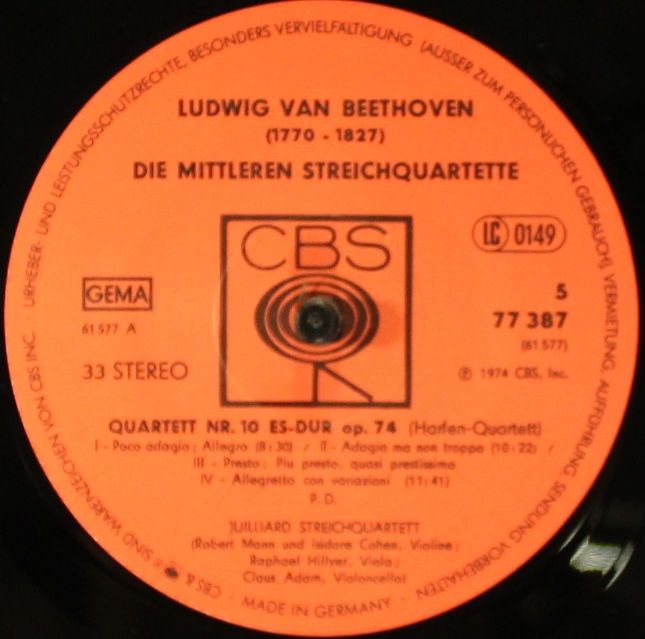 URHEBER- UND LEISTUNGSSCHUTZRECHTE, BESONDERS VERVIELFÄLTIGUNG (AUSSER ZUM PERSÖNLICHEN GEBRAUCH), VERMIETUNG, AUFFÜHRUNG, SENDUNG VORBEHALTEN
LUDWIG VAN BEETHOVEN
(1770 - 1827)
DIE MITTLEREN STREICHQUARTETTE
CBS
LC 0149
GEMA
61 577 A
33 STEREO
5
77 387
(61 577)
℗ 1974 CBS, Inc.
QUARTETT NR. 10 ES-DUR op. 74 (Harfen-Quartett)
I - Poco adagio; Allegro (8:30) / II - Adagio ma non troppo (10:22) /
III - Presto; Piu presto, quasi prestissimo
IV - Allegretto con variazioni (11:41)
P.D.
JUILLIARD STREICHQUARTETT
(Robert Mann und Isidore Cohen, Violine;
Raphael Hillyer, Viola;
Claus Adam, Violoncello)
CBS & ® SIND WARENZEICHEN VON CBS INC.
· MADE IN GERMANY ·